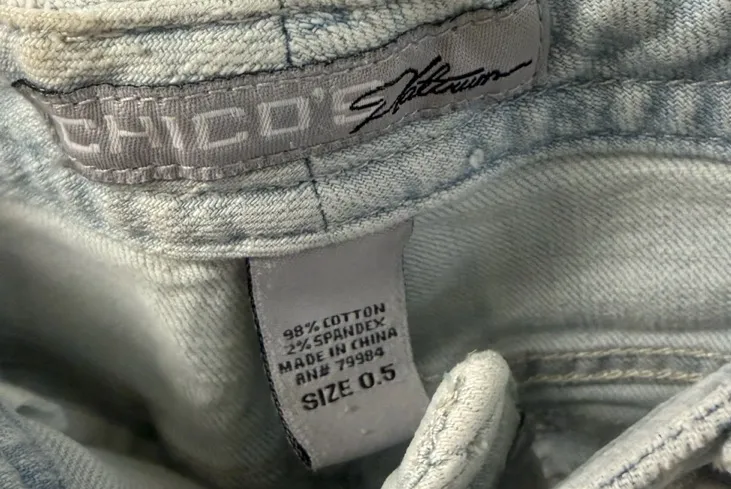 CHICO'S Platinum
98% COTTON
2% SPANDEX
MADE IN CHINA
RN# 79984
SIZE 0.5